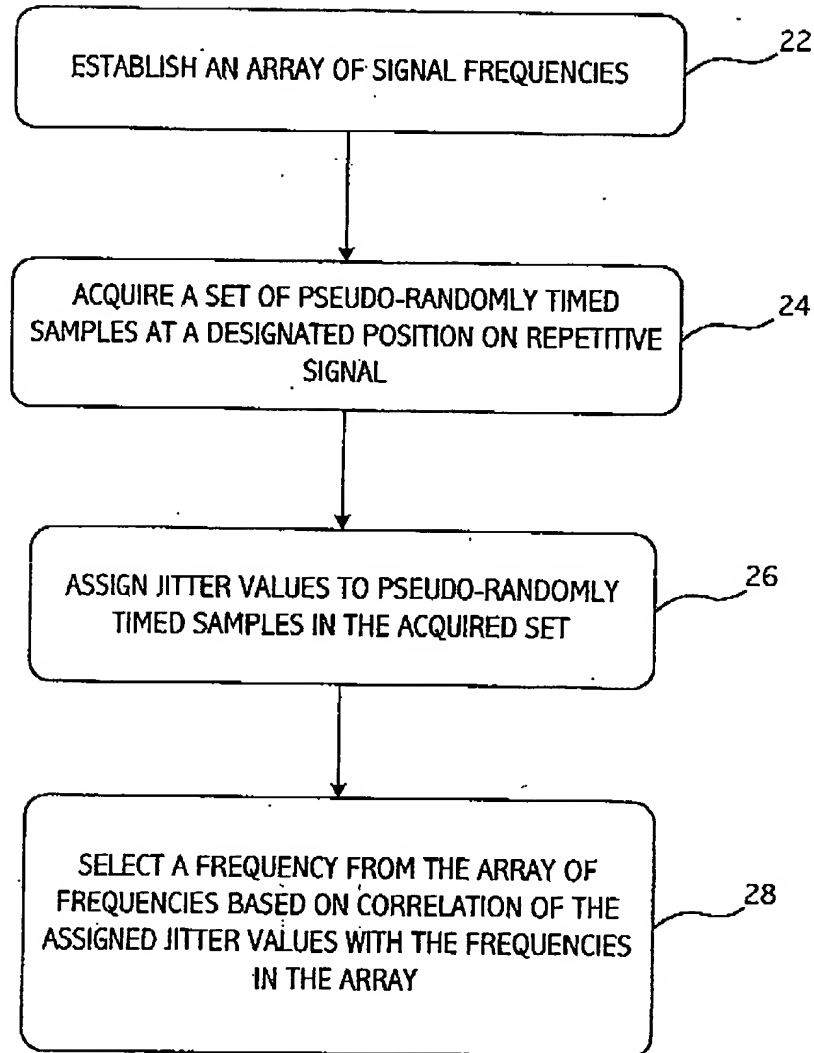 ESTABLISH AN ARRAY OF SIGNAL FREQUENCIES
22
ACQUIRE A SET OF PSEUDO-RANDOMLY TIMED
SAMPLES AT A DESIGNATED POSITION ON REPETITIVE
SIGNAL
24
ASSIGN JITTER VALUES TO PSEUDO-RANDOMLY
TIMED SAMPLES IN THE ACQUIRED SET
26
SELECT A FREQUENCY FROM THE ARRAY OF
FREQUENCIES BASED ON CORRELATION OF THE
ASSIGNED JITTER VALUES WITH THE FREQUENCIES
IN THE ARRAY
28